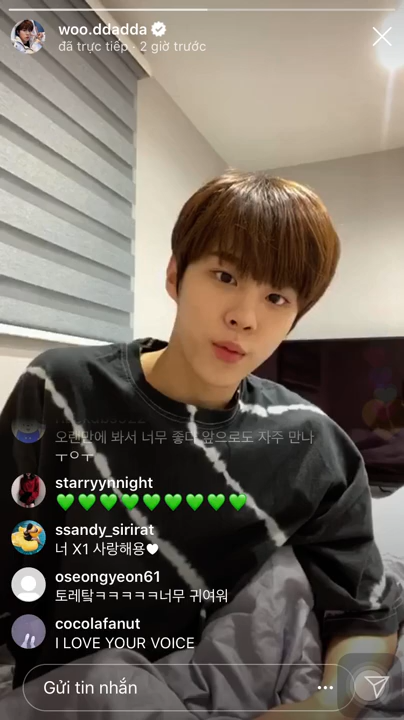 woo.ddadda
đã trực tiếp · 2 giờ trước
오랜만에 봐서 너무 좋다 앞으로도 자주 만나
ㅜㅇㅜ
starryynnight
💚💚💚💚💚💚💚💚💚
ssandy_sirirat
너 X1 사랑해용🤍
oseongyeon61
토레탘ㅋㅋㅋㅋㅋ너무 귀여워
cocolafanut
I LOVE YOUR VOICE
Gửi tin nhắn